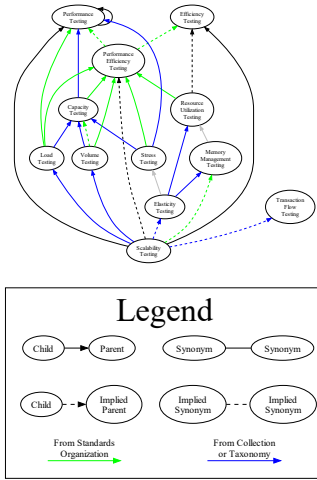 Performance
Testing
Efficiency
Testing
Performance
Efficiency
Testing
Capacity
Testing
Resource
Utilization
Testing
Load
Testing
Volume
Testing
Stress
Testing
Memory
Management
Testing
Elasticity
Testing
Transaction
Flow
Testing
Scalability
Testing
Legend
Child
Parent
Synonym
Synonym
Child
Implied
Parent
Implied
Synonym
Implied
Synonym
From Standards
Organization
From Collection
or Taxonomy